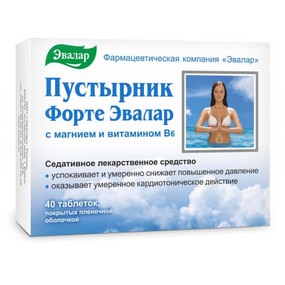 Эвалар
Фармацевтическая компания «Эвалар»
Пустырник
Форте Эвалар
с магнием и витамином В6
Седативное лекарственное средство
• успокаивает и умеренно снижает повышенное давление
• оказывает умеренное кардиотоническое действие
40 таблеток,
покрытых пленочной
оболочкой